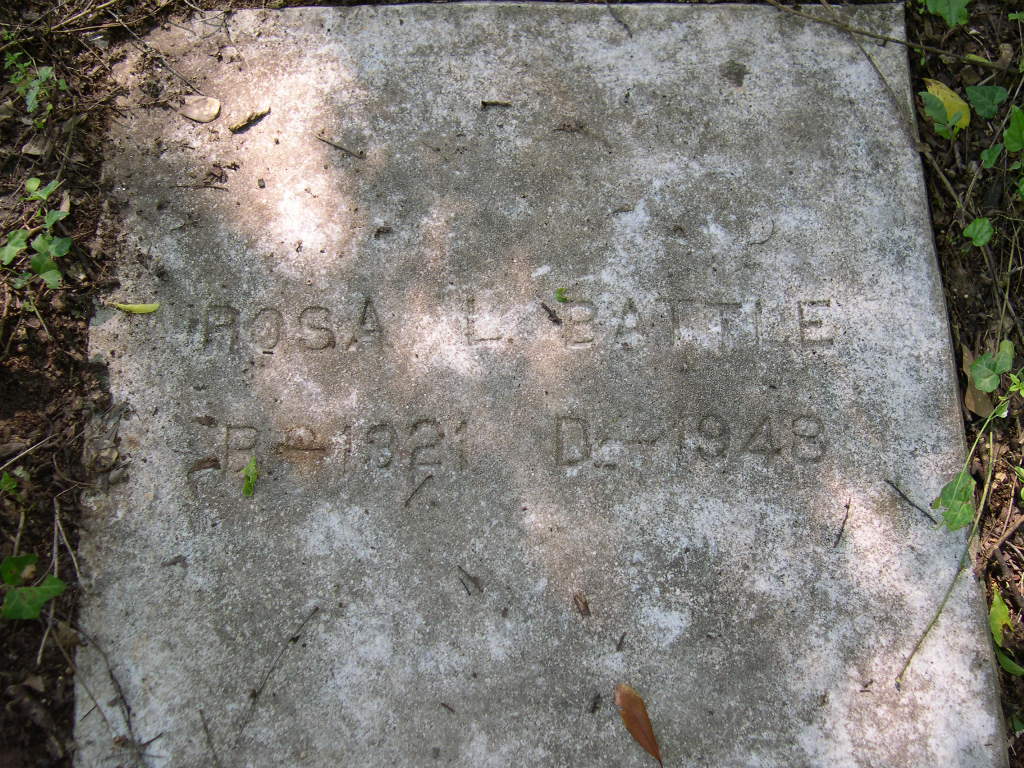 ROSA L. BATTLE
B-1921 D-1948